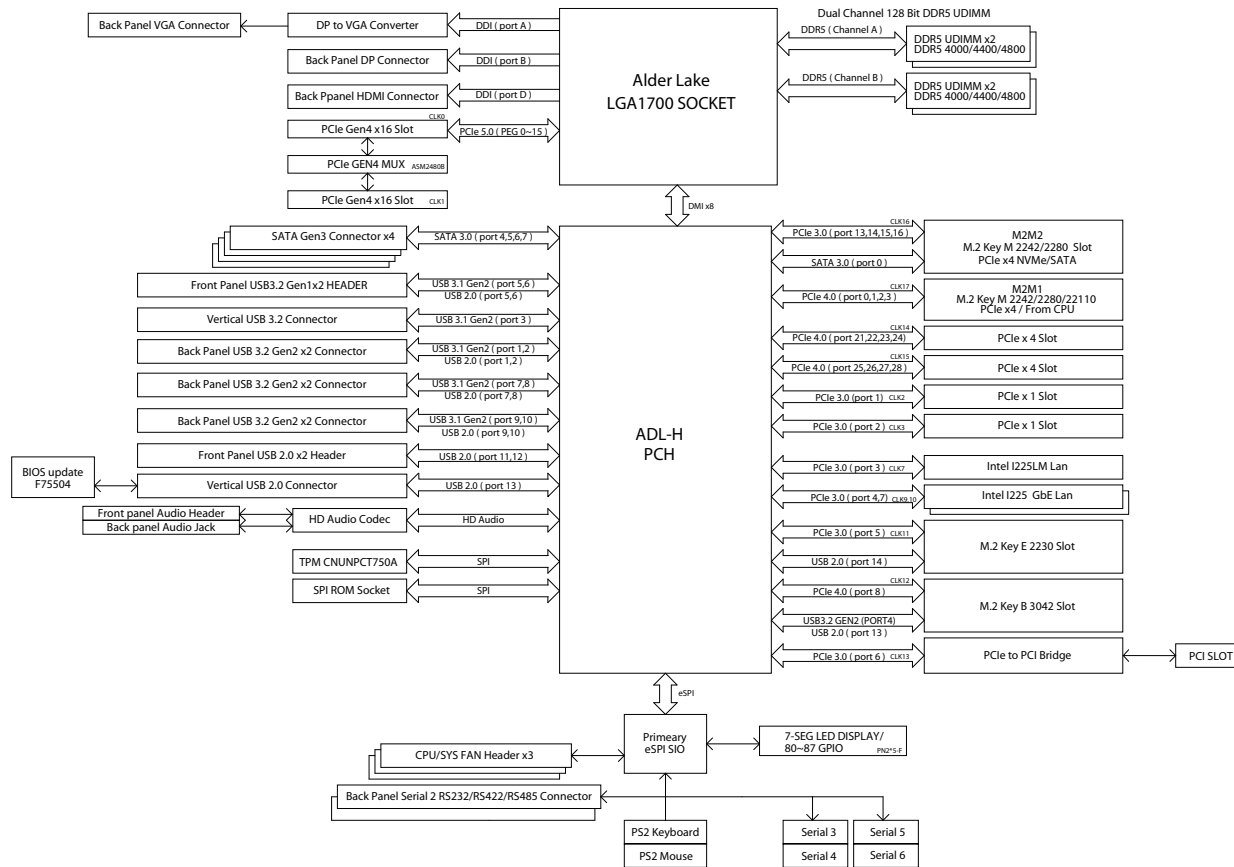 Dual Channel 128 Bit DDR5 UDIMM
Back Panel VGA Connector
DP to VGA Converter
DDI ( port A )
Back Panel DP Connector
DDI ( port B )
Back Ppanel HDMI Connector
DDI ( port D )
CLK0
PCIe Gen4 x16 Slot
PCIe 5.0 ( PEG 0~15 )
PCIe GEN4 MUX
ASM2480B
PCIe Gen4 x16 Slot
CLK1
Alder Lake
LGA1700 SOCKET
DDR5 ( Channel A )
DDR5 UDIMM x2
DDR5 4000/4400/4800
DDR5 ( Channel B )
DDR5 UDIMM x2
DDR5 4000/4400/4800
DMI x8
SATA Gen3 Connector x4
SATA 3.0 ( port 4,5,6,7 )
Front Panel USB3.2 Gen1x2 HEADER
USB 3.1 Gen2 ( port 5,6 )
USB 2.0 ( port 5,6 )
Vertical USB 3.2 Connector
USB 3.1 Gen2 ( port 3 )
Back Panel USB 3.2 Gen2 x2 Connector
USB 3.1 Gen2 ( port 1,2 )
USB 2.0 ( port 1,2 )
Back Panel USB 3.2 Gen2 x2 Connector
USB 3.1 Gen2 ( port 7,8 )
USB 2.0 ( port 7,8 )
Back Panel USB 3.2 Gen2 x2 Connector
USB 3.1 Gen2 ( port 9,10 )
USB 2.0 ( port 9,10 )
Front Panel USB 2.0 x2 Header
USB 2.0 ( port 11,12 )
BIOS update
F75504
Vertical USB 2.0 Connector
USB 2.0 ( port 13 )
Front panel Audio Header
Back panel Audio Jack
HD Audio Codec
HD Audio
TPM CNUNPCT750A
SPI
SPI ROM Socket
SPI
ADL-H
PCH
CLK16
PCIe 3.0 ( port 13,14,15,16 )
SATA 3.0 ( port 0 )
M2M2
M.2 Key M 2242/2280 Slot
PCIe x4 NVMe/SATA
CLK17
PCIe 4.0 ( port 0,1,2,3 )
M2M1
M.2 Key M 2242/2280/22110
PCIe x4 / From CPU
CLK14
PCIe 4.0 ( port 21,22,23,24)
PCIe x 4 Slot
CLK15
PCIe 4.0 ( port 25,26,27,28 )
PCIe x 4 Slot
PCIe 3.0 (port 1) CLK2
PCIe x 1 Slot
PCIe 3.0 ( port 2 ) CLK3
PCIe x 1 Slot
PCIe 3.0 ( port 3 ) CLK7
Intel I225LM Lan
PCIe 3.0 ( port 4,7) CLK9,10
Intel I225 GbE Lan
PCIe 3.0 ( port 5 ) CLK11
USB 2.0 ( port 14 )
M.2 Key E 2230 Slot
CLK12
PCIe 4.0 ( port 8 )
USB3.2 GEN2 (PORT4)
USB 2.0 ( port 13 )
M.2 Key B 3042 Slot
PCIe 3.0 ( port 6 ) CLK13
PCIe to PCI Bridge
PCI SLOT
eSPI
Primeary
eSPI SIO
7-SEG LED DISPLAY/
80~87 GPIO
PN2*5-F
CPU/SYS FAN Header x3
Back Panel Serial 2 RS232/RS422/RS485 Connector
PS2 Keyboard
PS2 Mouse
Serial 3
Serial 4
Serial 5
Serial 6